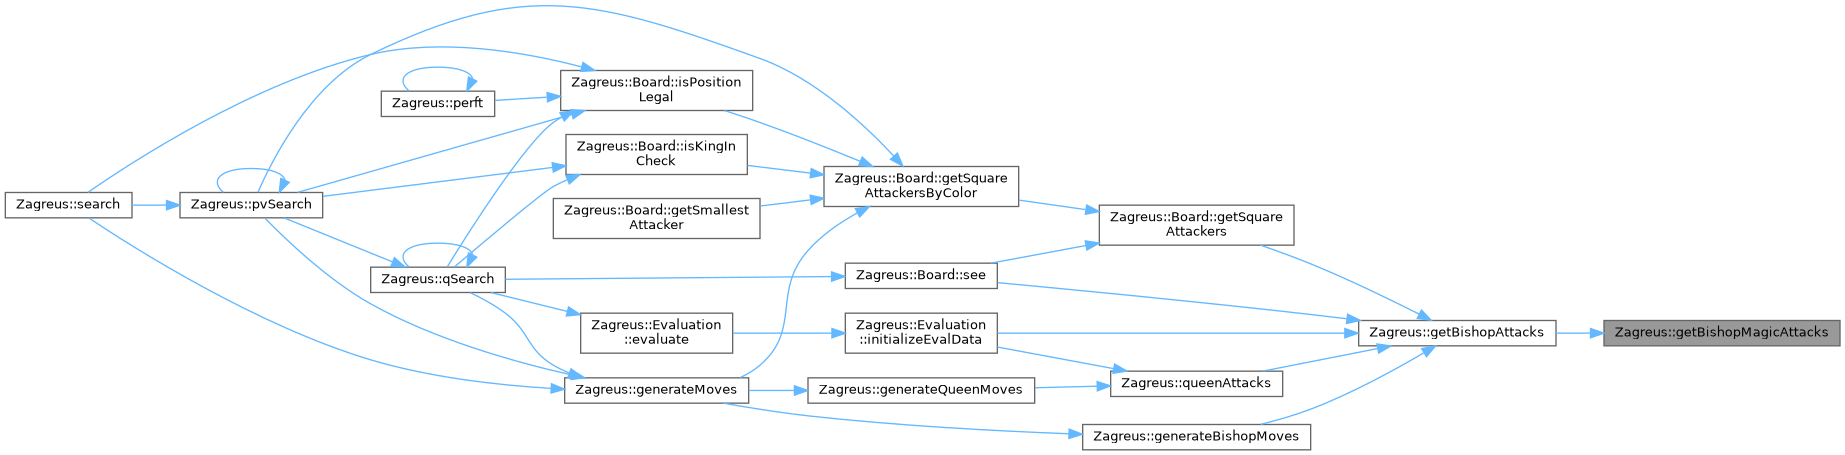 Zagreus::search
Zagreus::pvSearch
Zagreus::perft
Zagreus::qSearch
Zagreus::Board::isPosition
Legal
Zagreus::Board::isKingIn
Check
Zagreus::Board::getSmallest
Attacker
Zagreus::Evaluation
::evaluate
Zagreus::generateMoves
Zagreus::Board::getSquare
AttackersByColor
Zagreus::Board::see
Zagreus::Evaluation
::initializeEvalData
Zagreus::generateQueenMoves
Zagreus::Board::getSquare
Attackers
Zagreus::queenAttacks
Zagreus::generateBishopMoves
Zagreus::getBishopAttacks
Zagreus::getBishopMagicAttacks